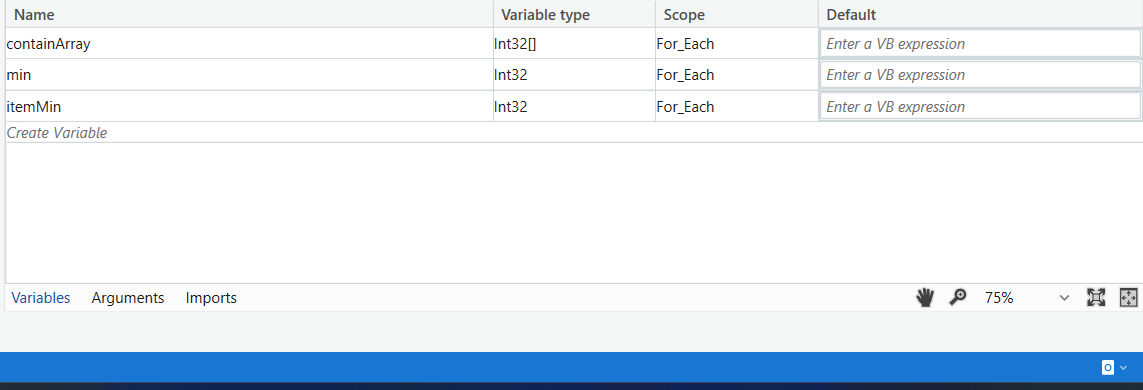 Name Variable type Scope Default
containArray Int32[] For_Each Enter a VB expression
min Int32 For_Each Enter a VB expression
itemMin Int32 For_Each Enter a VB expression
Create Variable
Variables Arguments Imports 75%